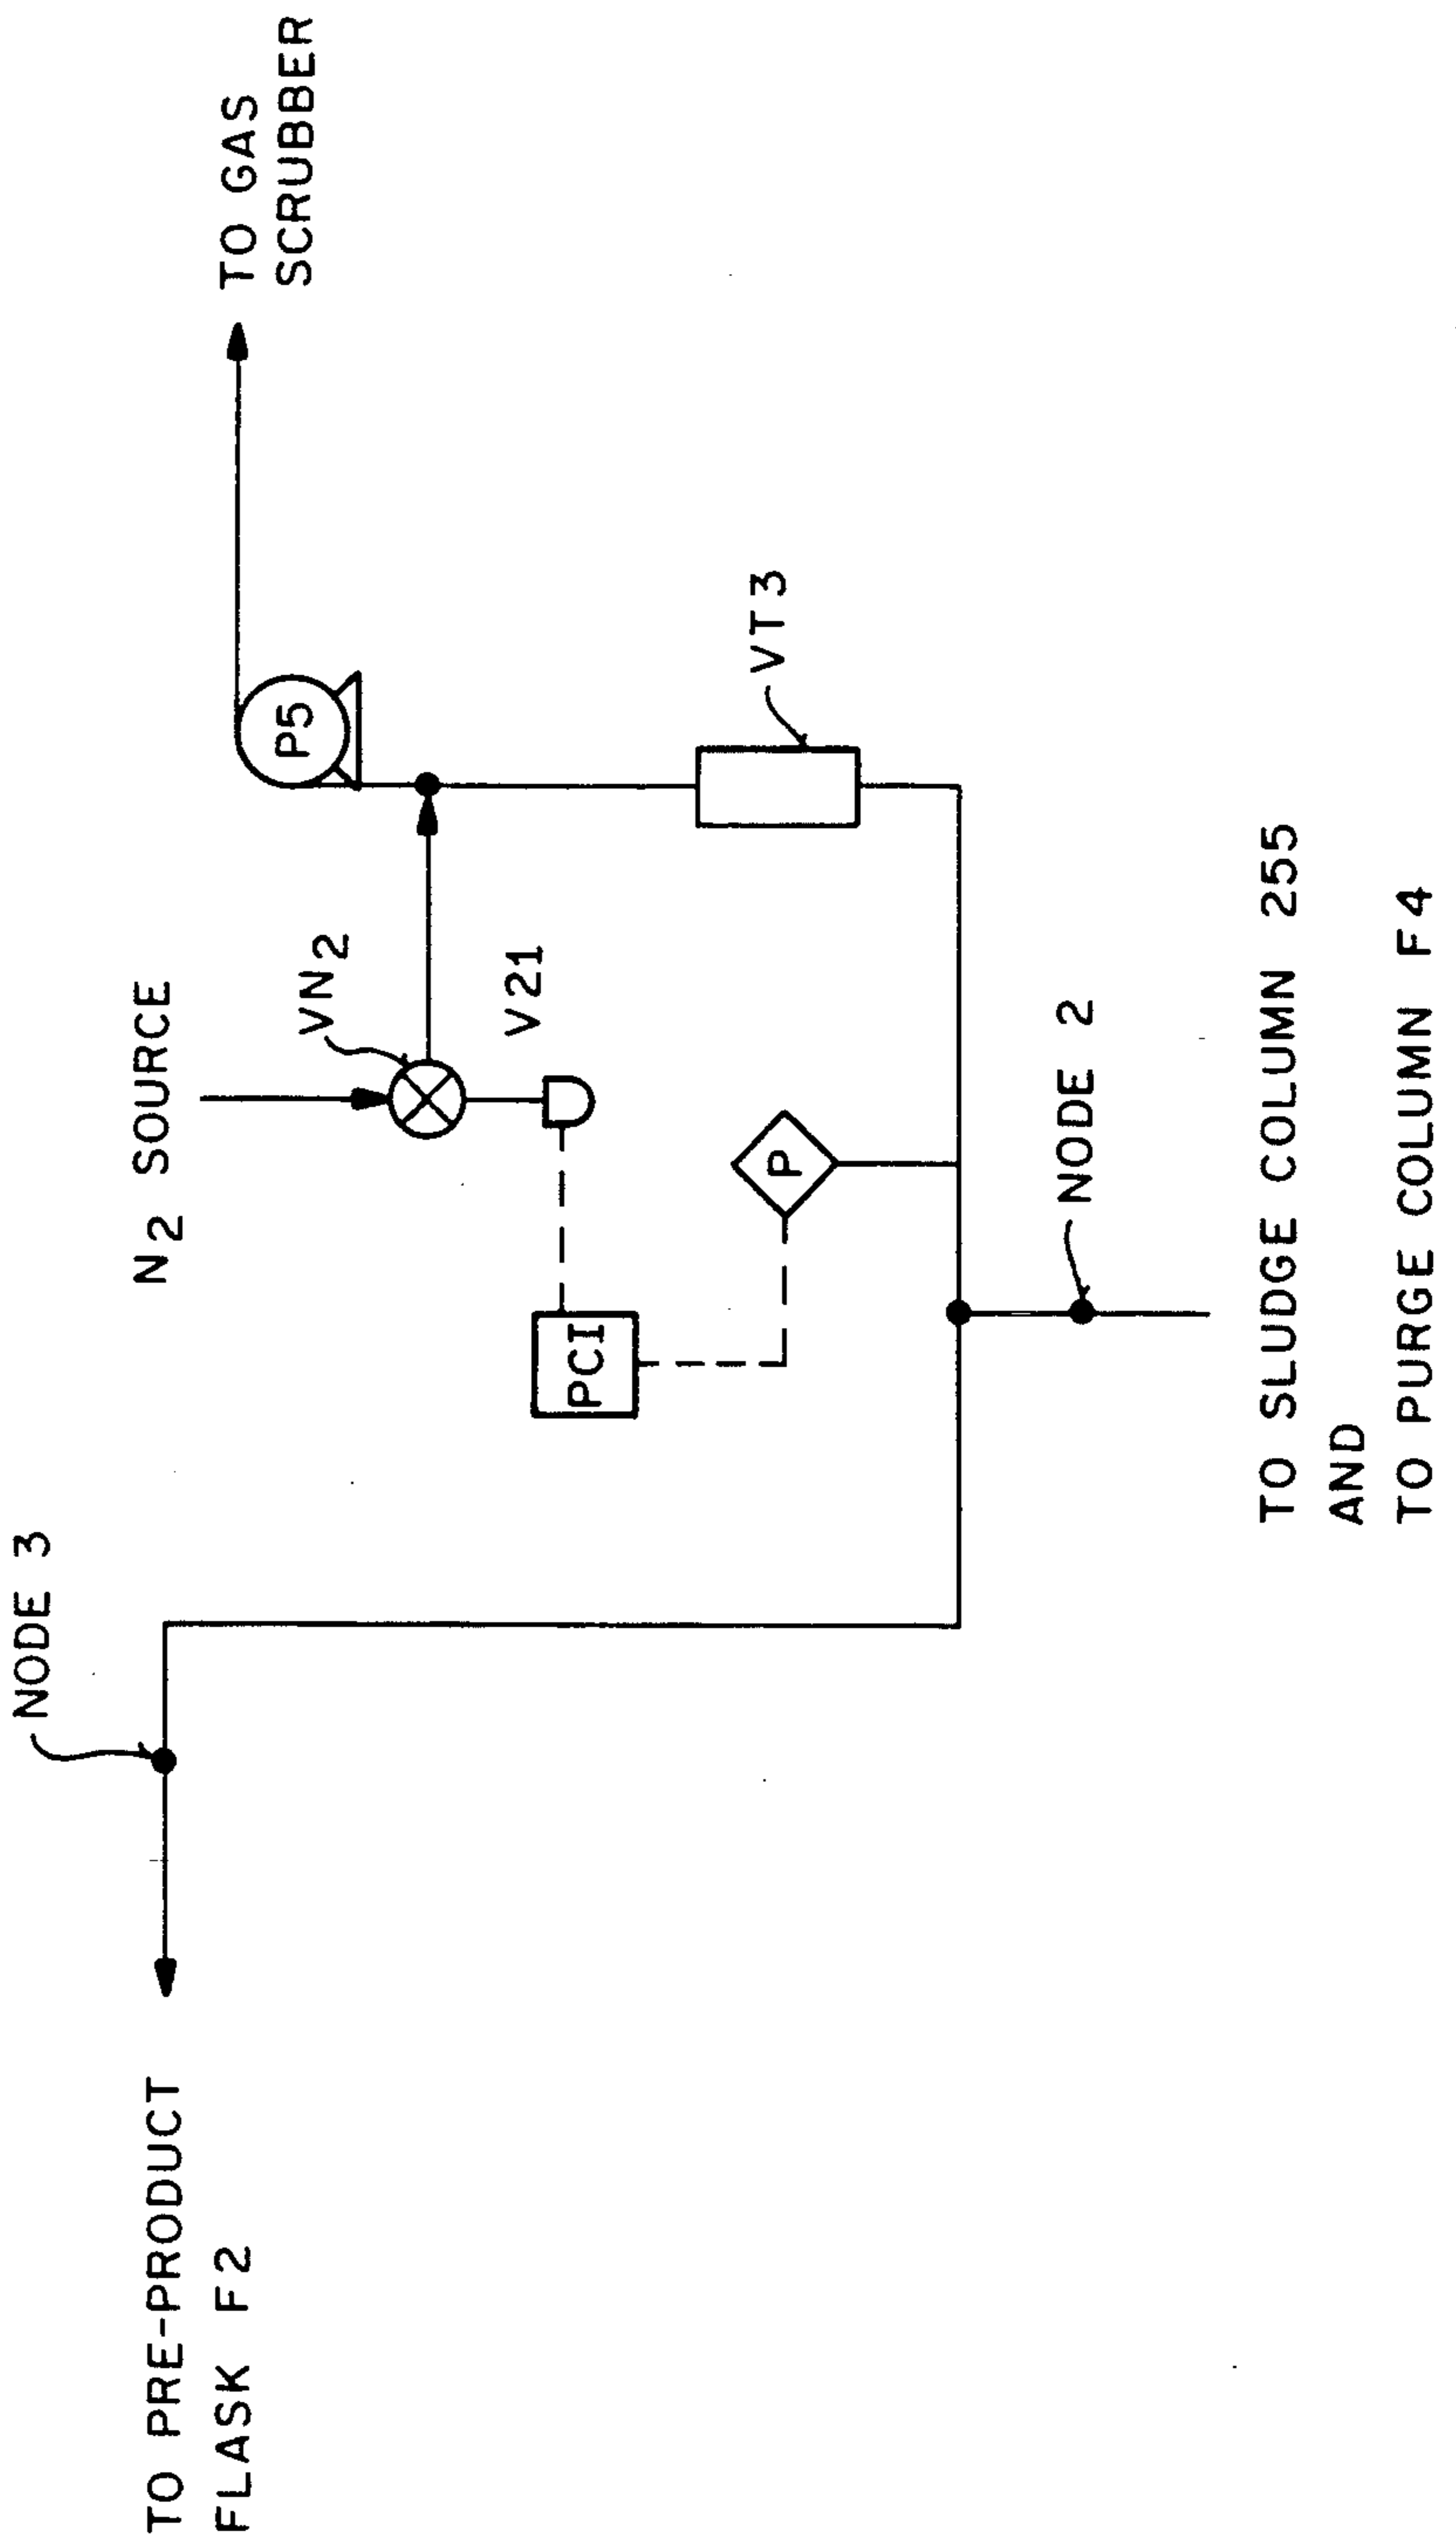 TO GAS
SCRUBBER
P5
N2 SOURCE
VN2
V21
VT3
PCI
P
NODE 3
NODE 2
TO PRE-PRODUCT
FLASK F2
TO SLUDGE COLUMN 255
AND
TO PURGE COLUMN F4